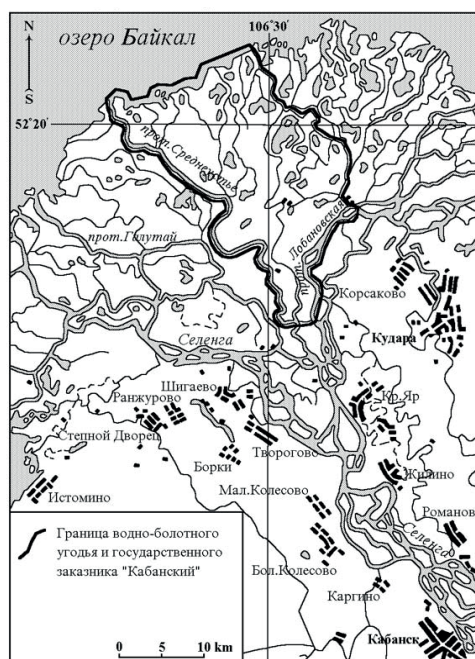 N
озеро Байкал
106°30'
S
52°20'
прот.Среднеустье
прот.Лобановская
прот.Галутай
Корсаково
Кудара
Селенга
Шигаево
Ранжурово
Кр.Яр
Степной Дворец
Творогово
Борки
Жилино
Истомино
Мал.Колесово
Романов
Селенга
Граница водно-болотного
угодья и государственного
заказника "Кабанский"
Бол.Колесово
Каргино
Кабанск
0 5 10 km